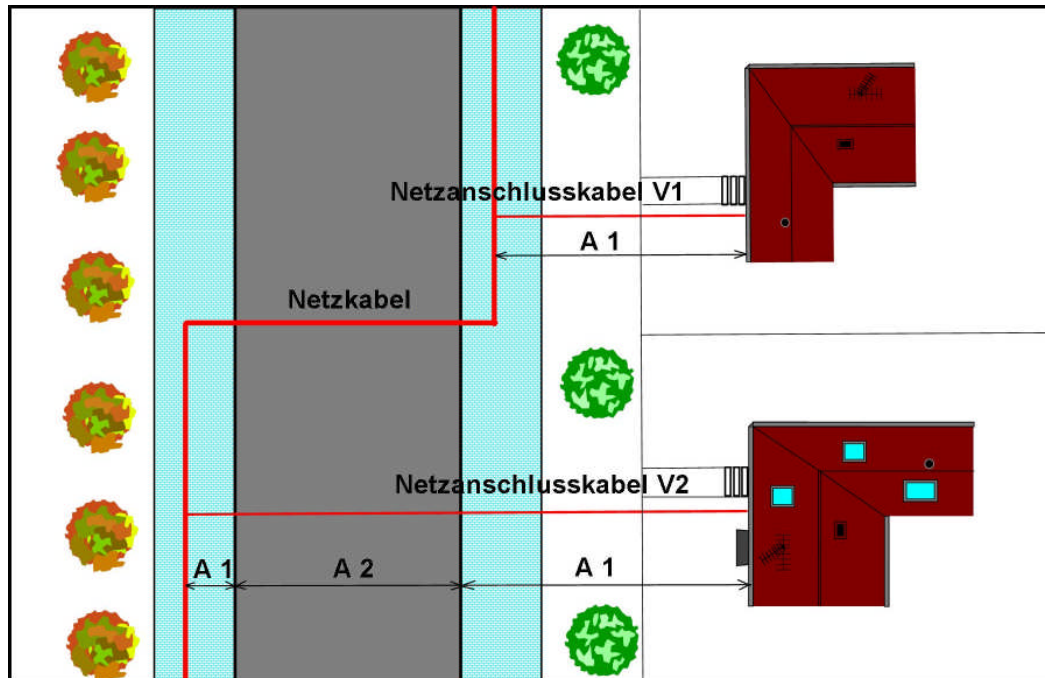 Netzanschlusskabel V1
A 1
Netzkabel
Netzanschlusskabel V2
A 1
A 2
A 1